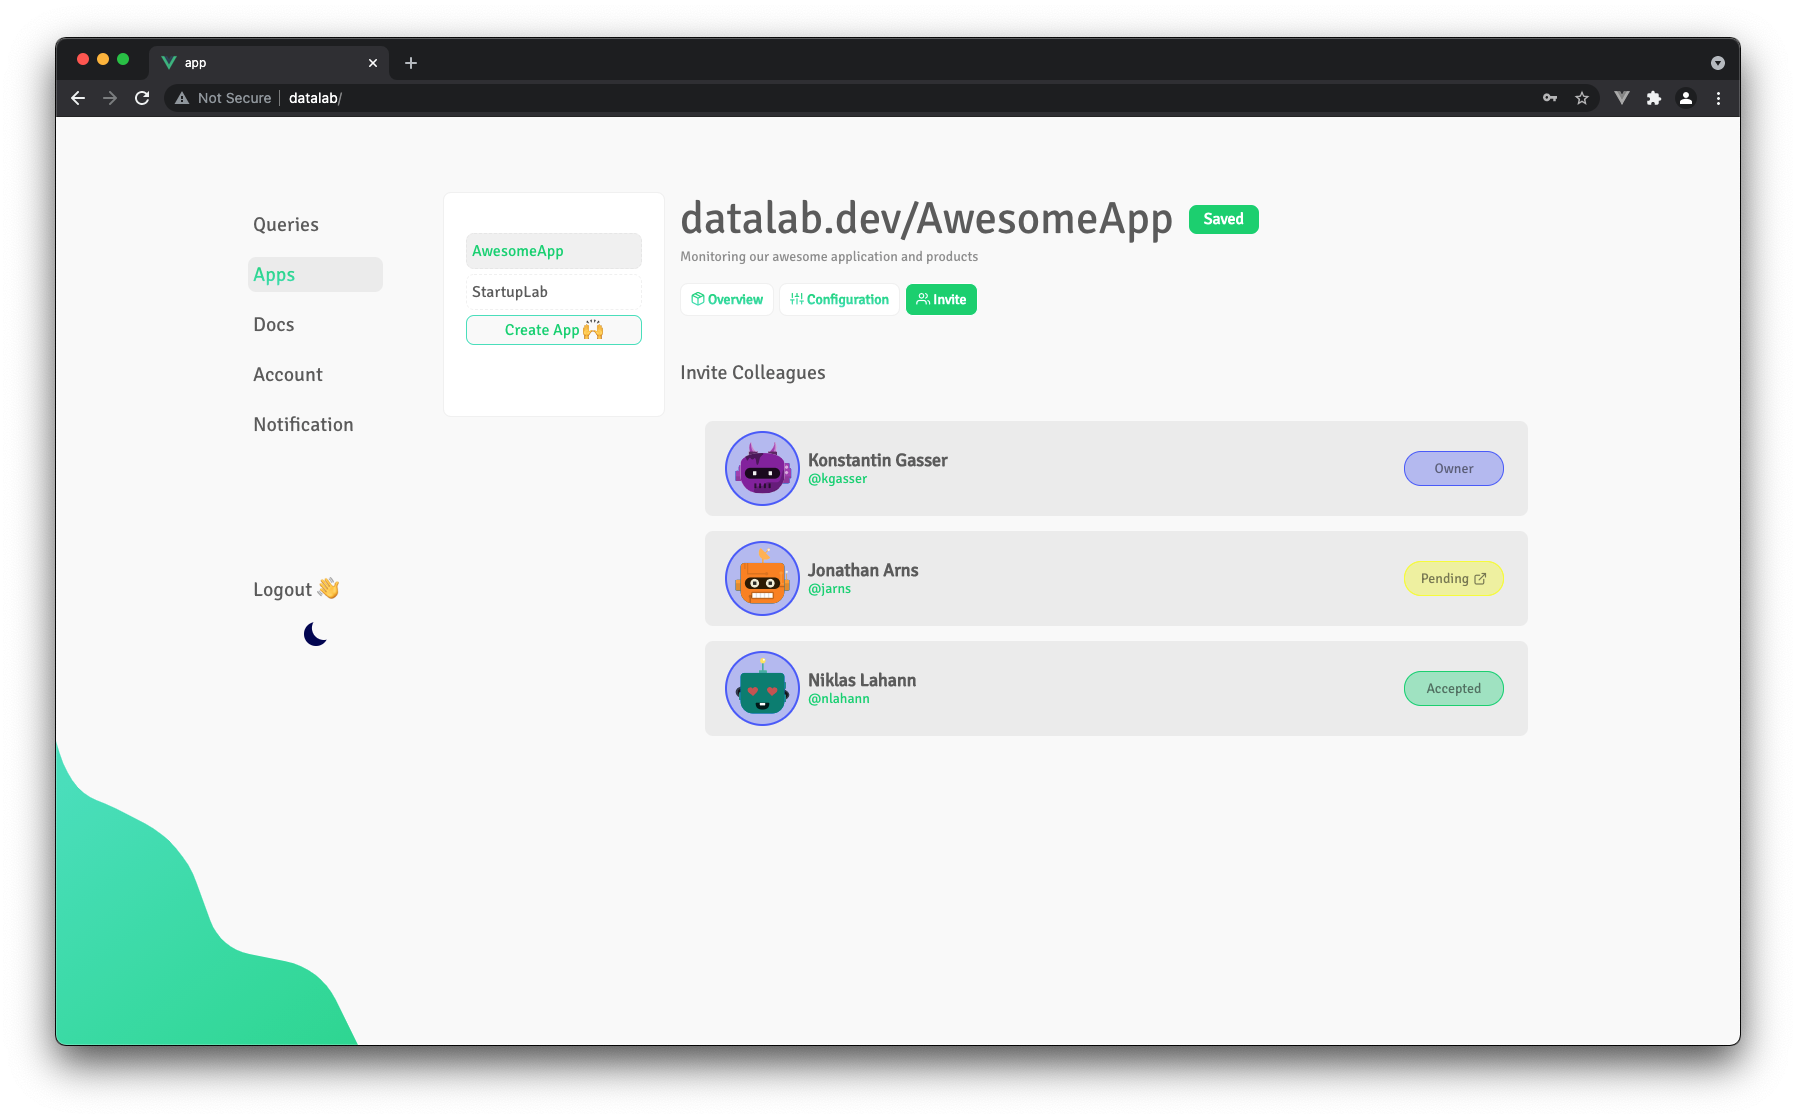 app
Not Secure
datalab/
Queries
Apps
Docs
Account
Notification
Logout 👋
AwesomeApp
StartupLab
Create App 🙌
datalab.dev/AwesomeApp
Saved
Monitoring our awesome application and products
Overview
Configuration
Invite
Invite Colleagues
Konstantin Gasser
@kgasser
Owner
Jonathan Arns
@jarns
Pending
Niklas Lahann
@nlahann
Accepted